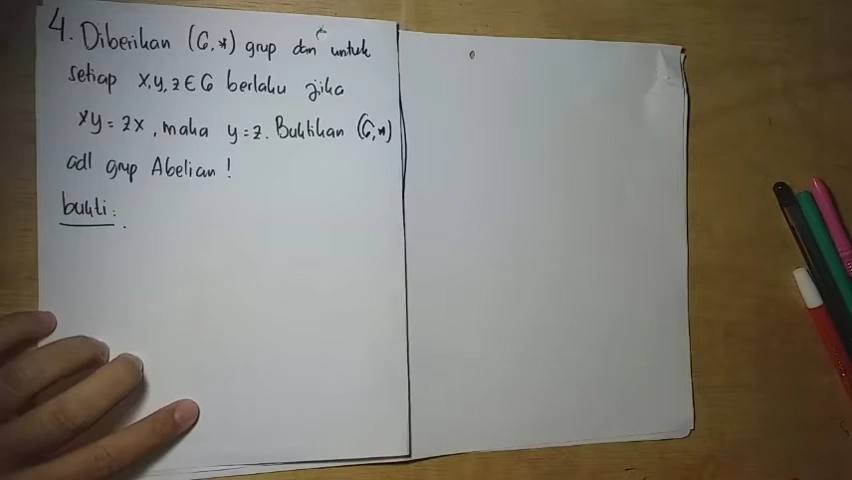 4. Diberikan (G,*) grup dan untuk
setiap x,y,z ∈ G berlaku jika
xy = zx, maka y = z. Buktikan (G,*)
adl grup Abelian !
bukti: